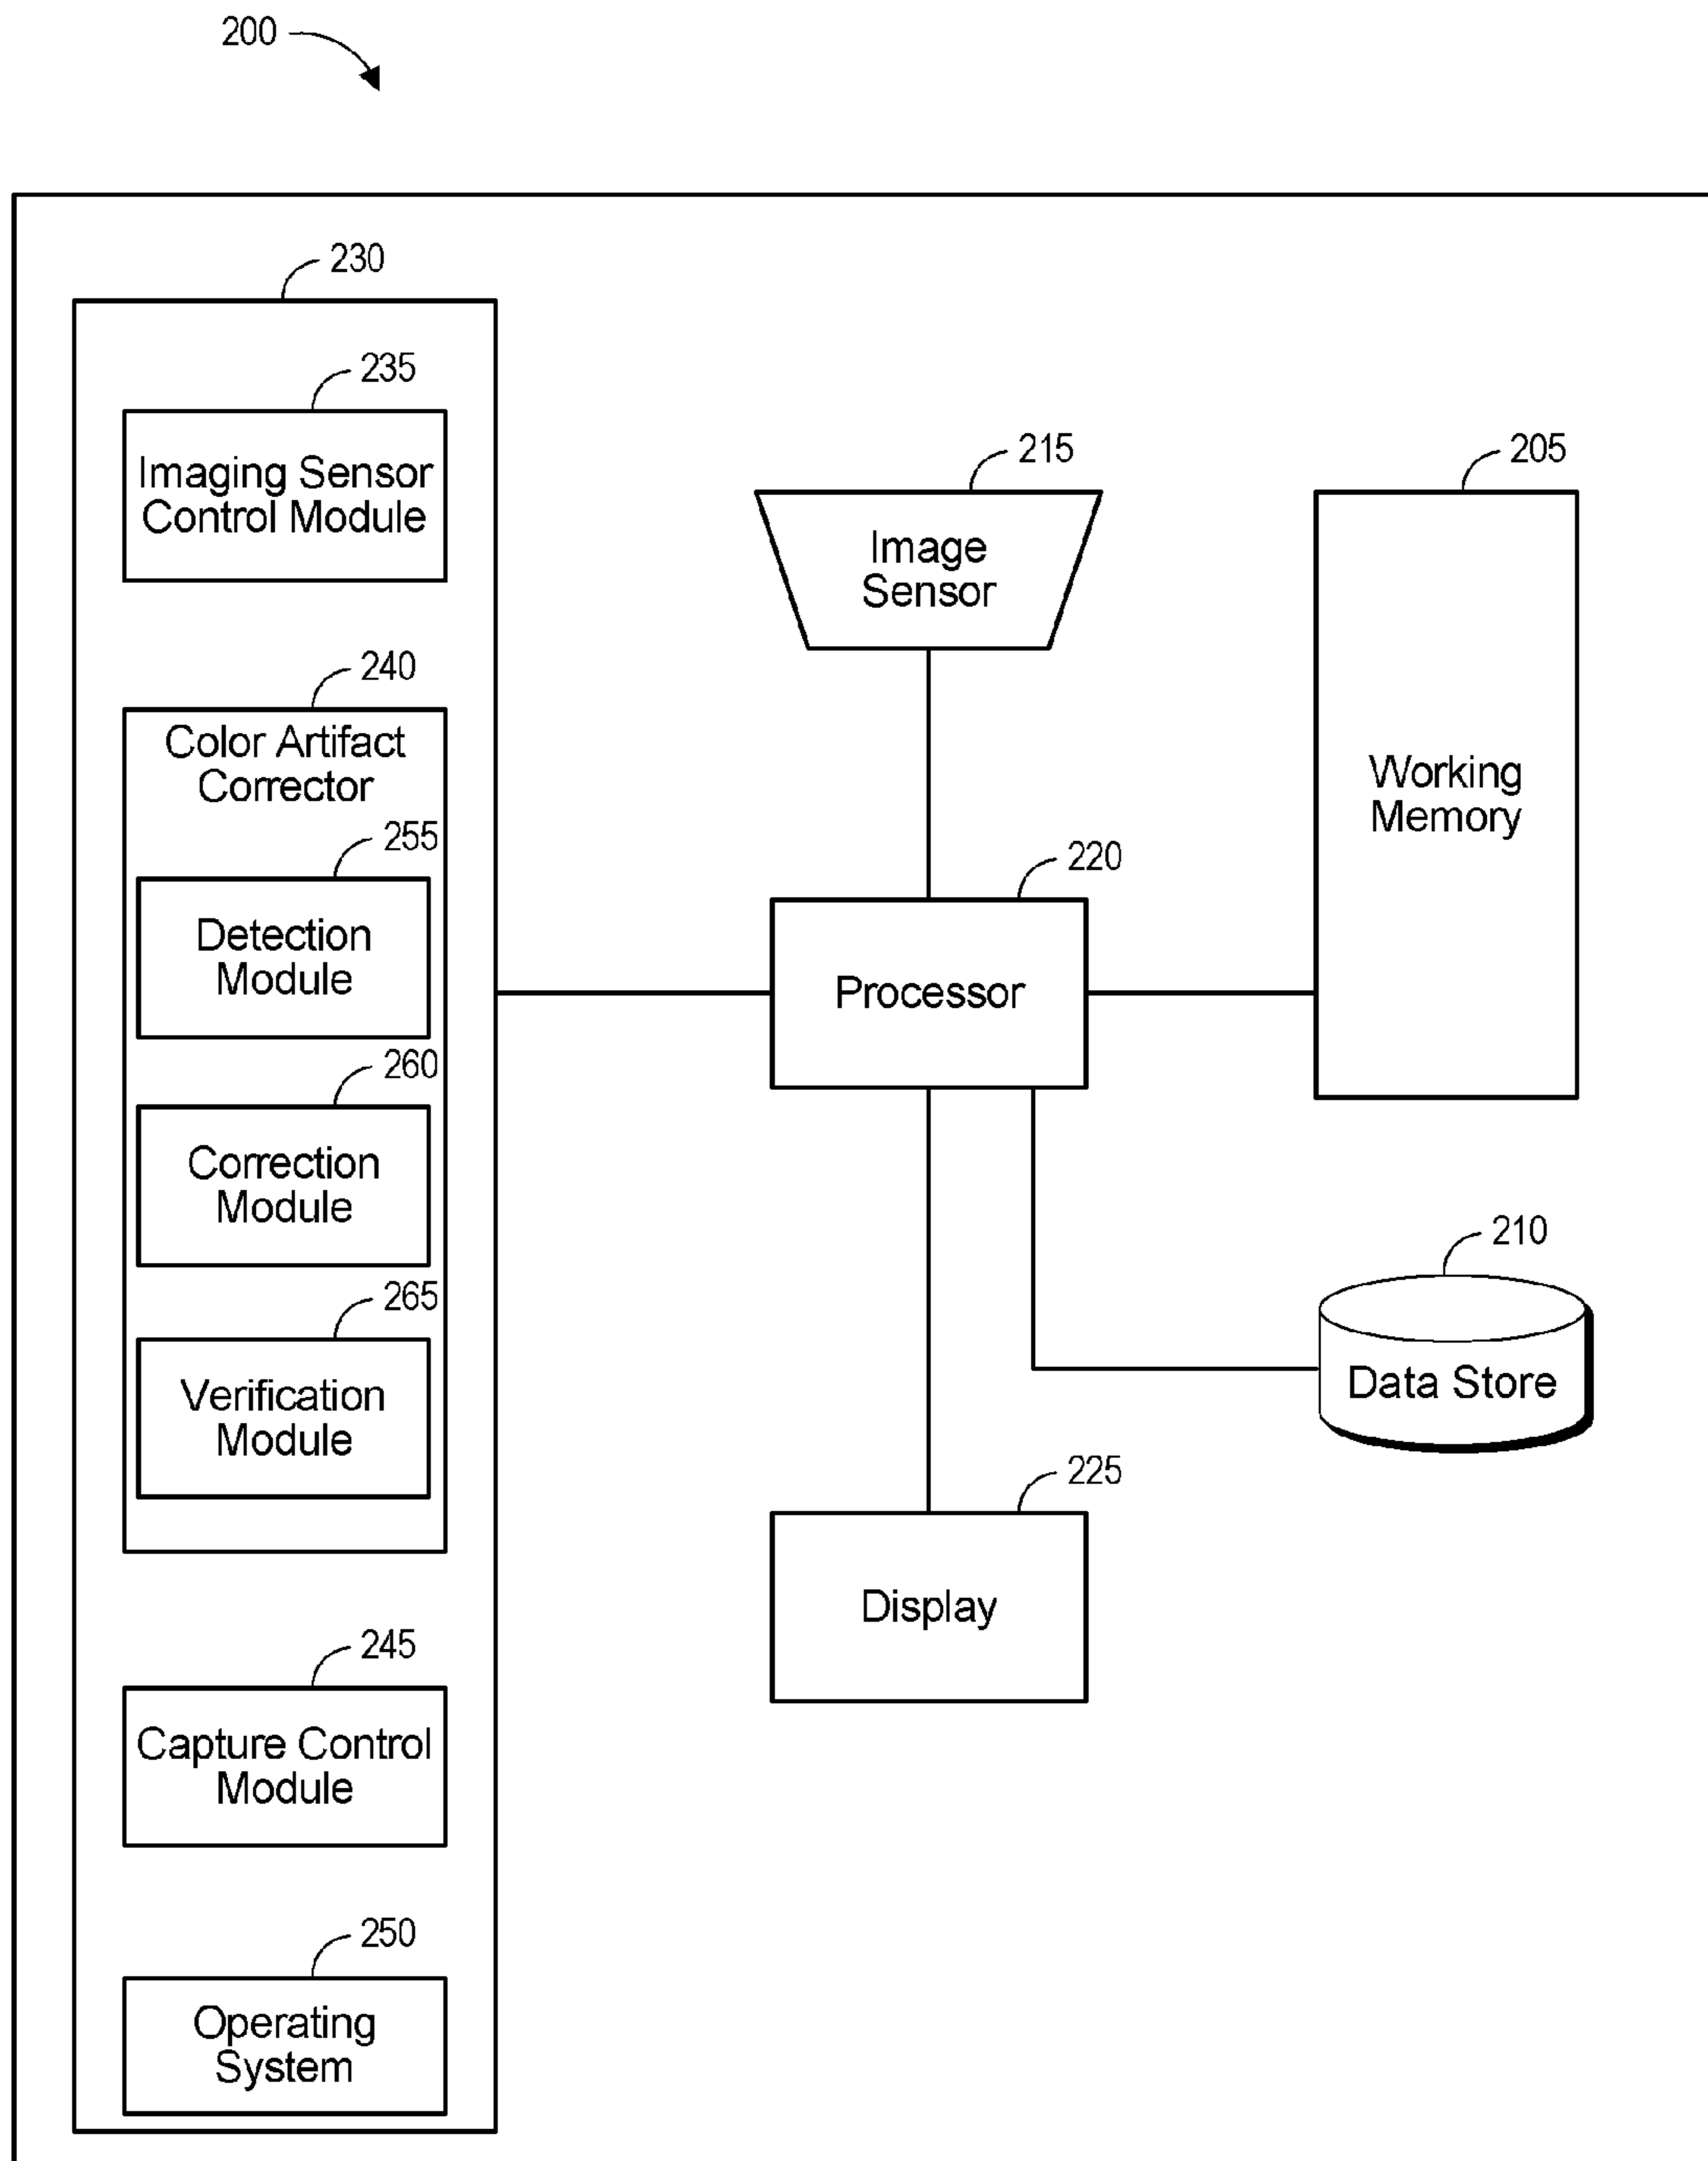 200
230
235
Imaging Sensor
Control Module
240
Color Artifact
Corrector
255
Detection
Module
260
Correction
Module
265
Verification
Module
245
Capture Control
Module
250
Operating
System
215
Image
Sensor
220
Processor
225
Display
205
Working
Memory
210
Data Store